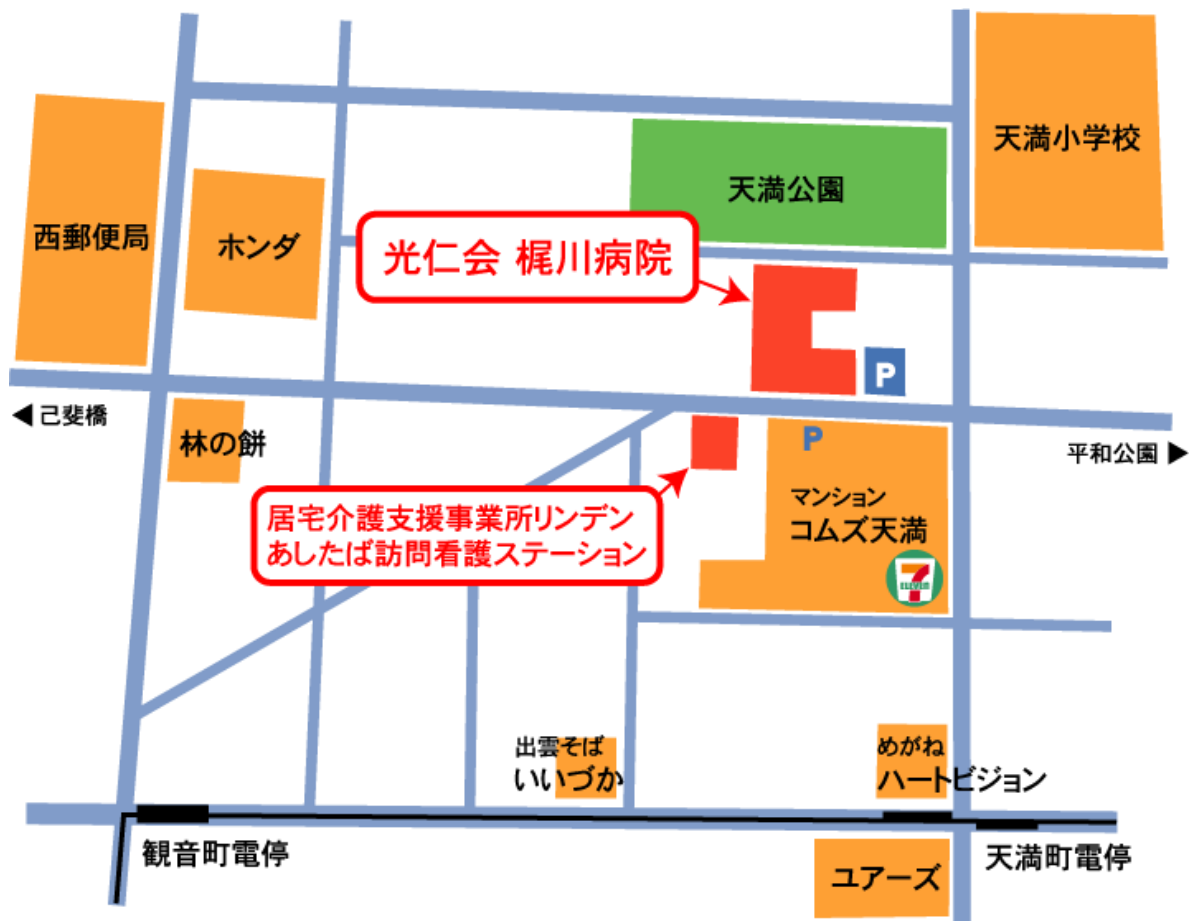 天満小学校
天満公園
西郵便局
ホンダ
光仁会 梶川病院
P
己斐橋
林の餅
P
平和公園
居宅介護支援事業所リンデン
あしたば訪問看護ステーション
マンション
コムズ天満
7
ELEVEN
出雲そば
いいづか
めがね
ハートビジョン
観音町電停
天満町電停
ユアーズ